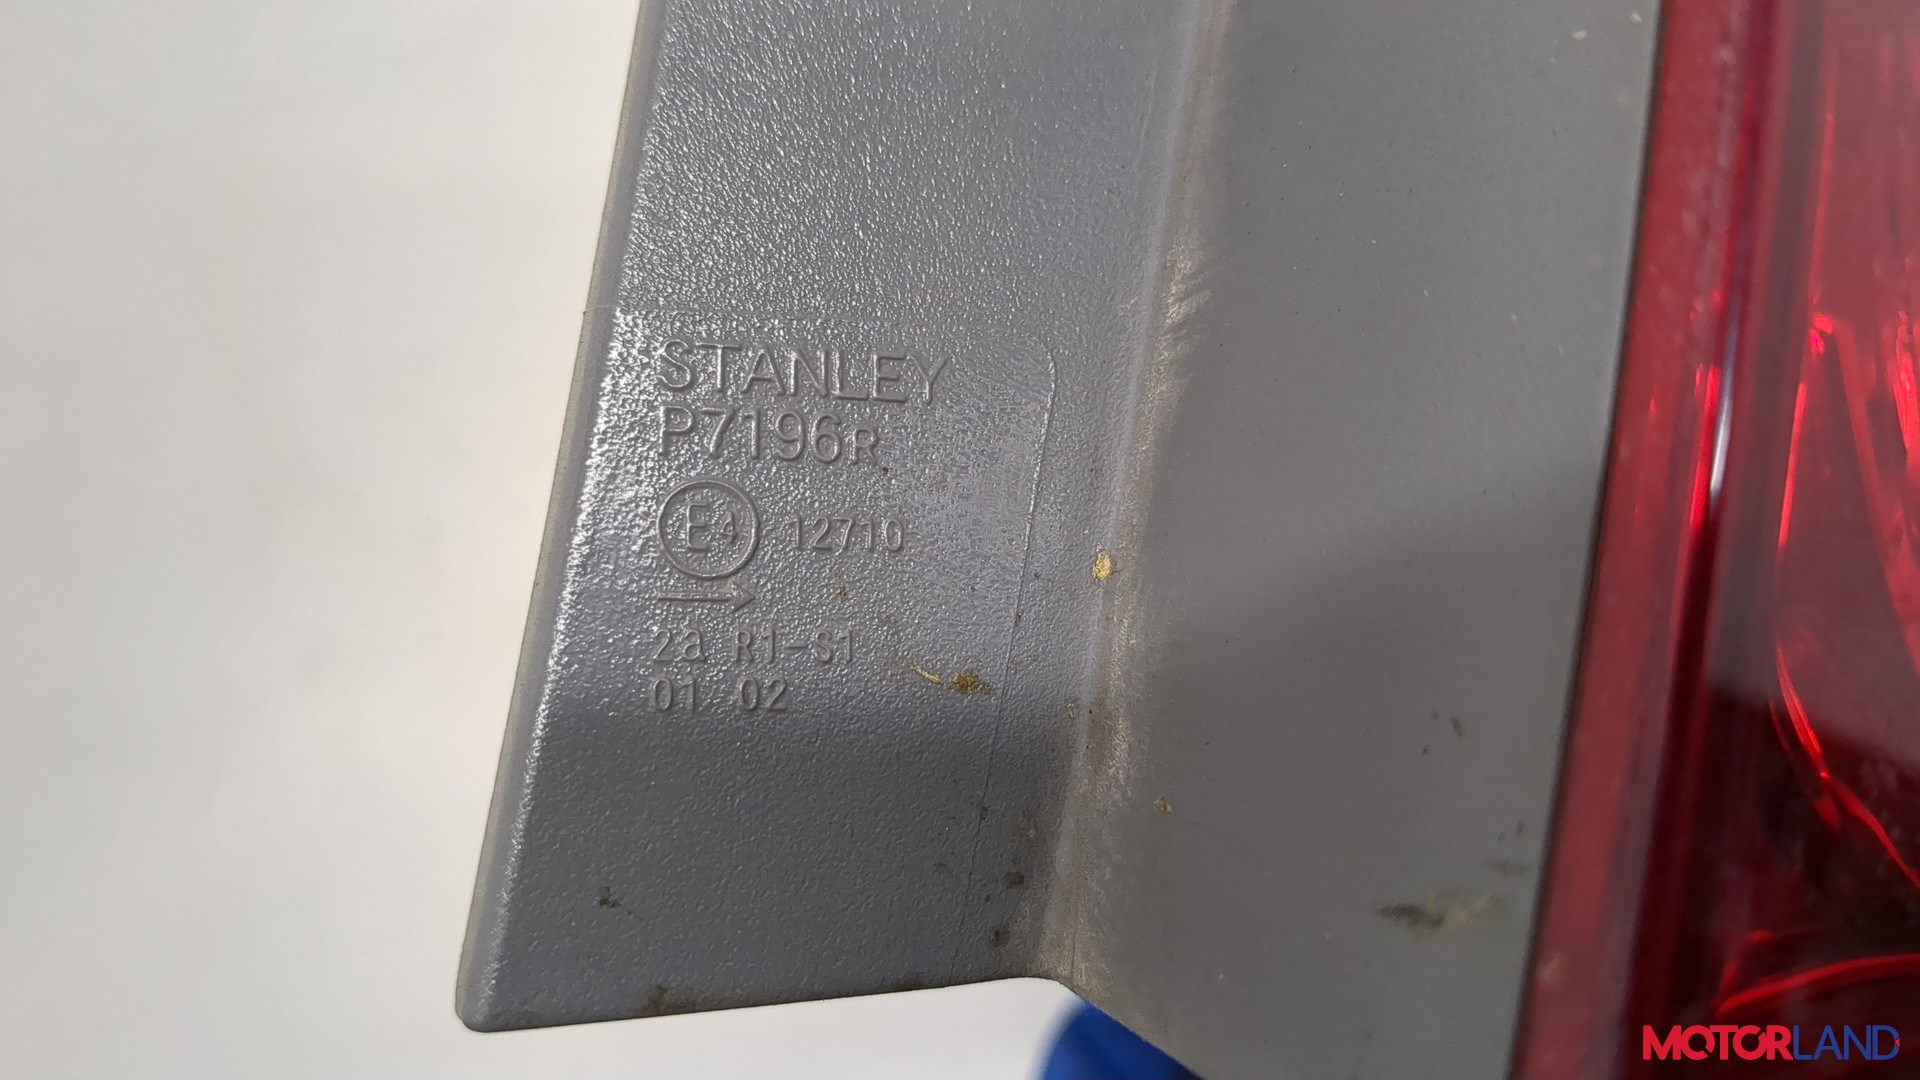 STANLEY
P7196R
E4 12710
→
2a R1-S1
01 02
MOTORLAND